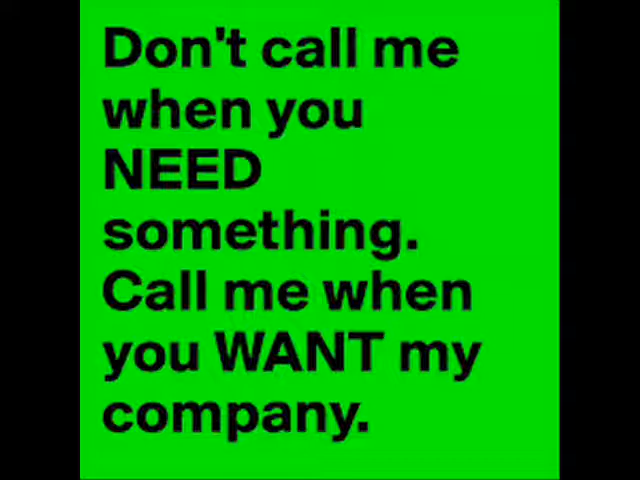 Don't call me
when you
NEED
something.
Call me when
you WANT my
company.